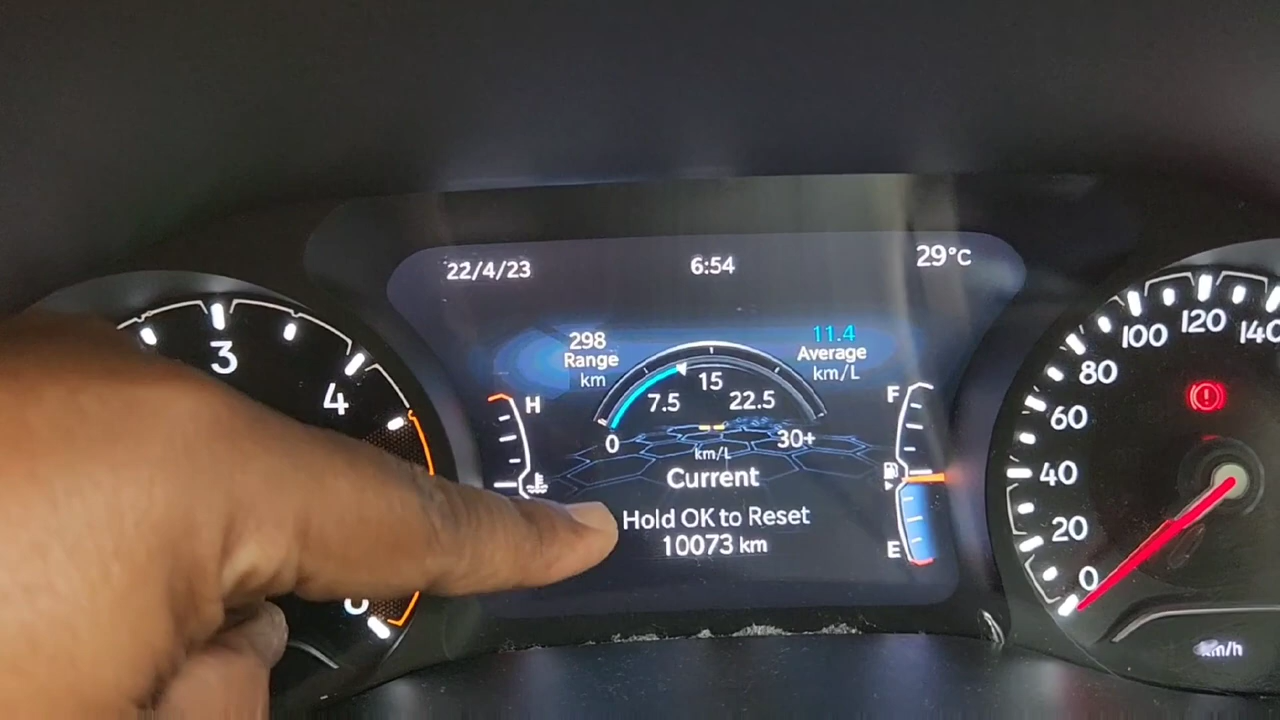 22/4/23
6:54
29°C
298
Range
km
11.4
Average
km/L
0
7.5
15
22.5
30+
km/L
Current
Hold OK to Reset
10073 km
H
F
E
3
4
0
20
40
60
80
100
120
140
km/h